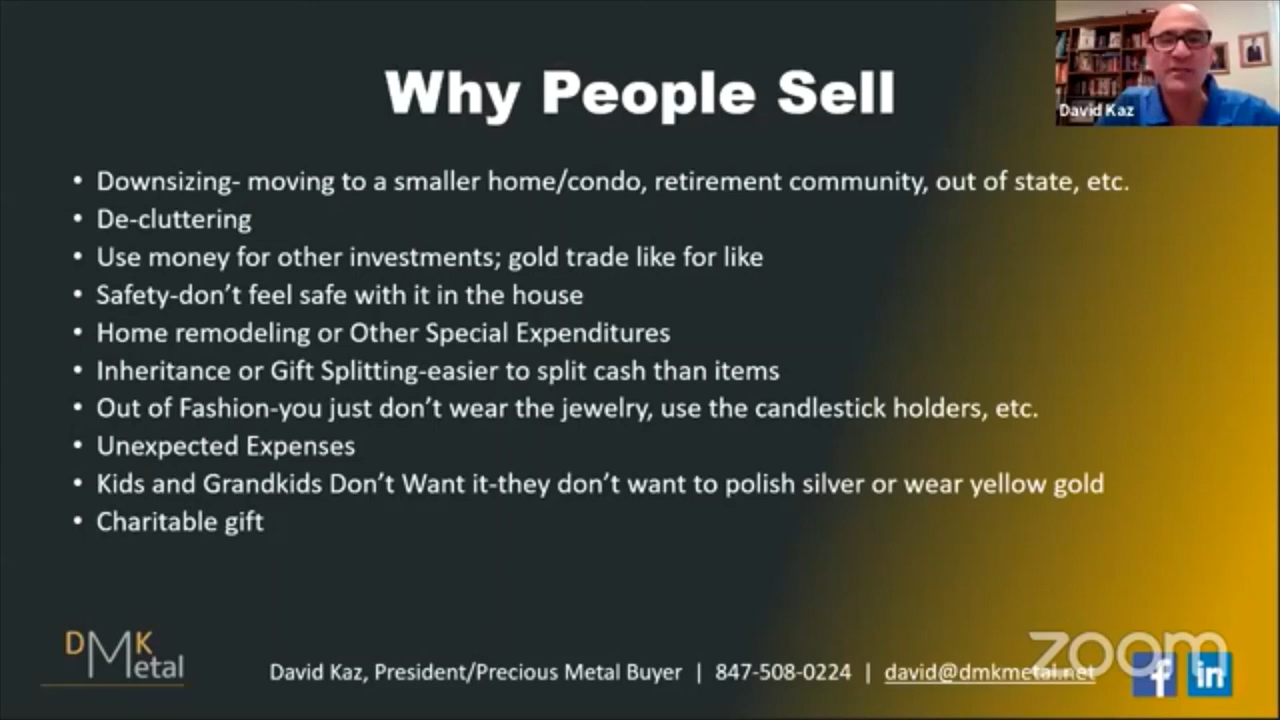 Why People Sell
David Kaz
• Downsizing- moving to a smaller home/condo, retirement community, out of state, etc.
• De-cluttering
• Use money for other investments; gold trade like for like
• Safety-don't feel safe with it in the house
• Home remodeling or Other Special Expenditures
• Inheritance or Gift Splitting-easier to split cash than items
• Out of Fashion-you just don't wear the jewelry, use the candlestick holders, etc.
• Unexpected Expenses
• Kids and Grandkids Don't Want it-they don't want to polish silver or wear yellow gold
• Charitable gift
DMK
etal
David Kaz, President/Precious Metal Buyer | 847-508-0224 | david@dmkmetal.net
zoom
f in